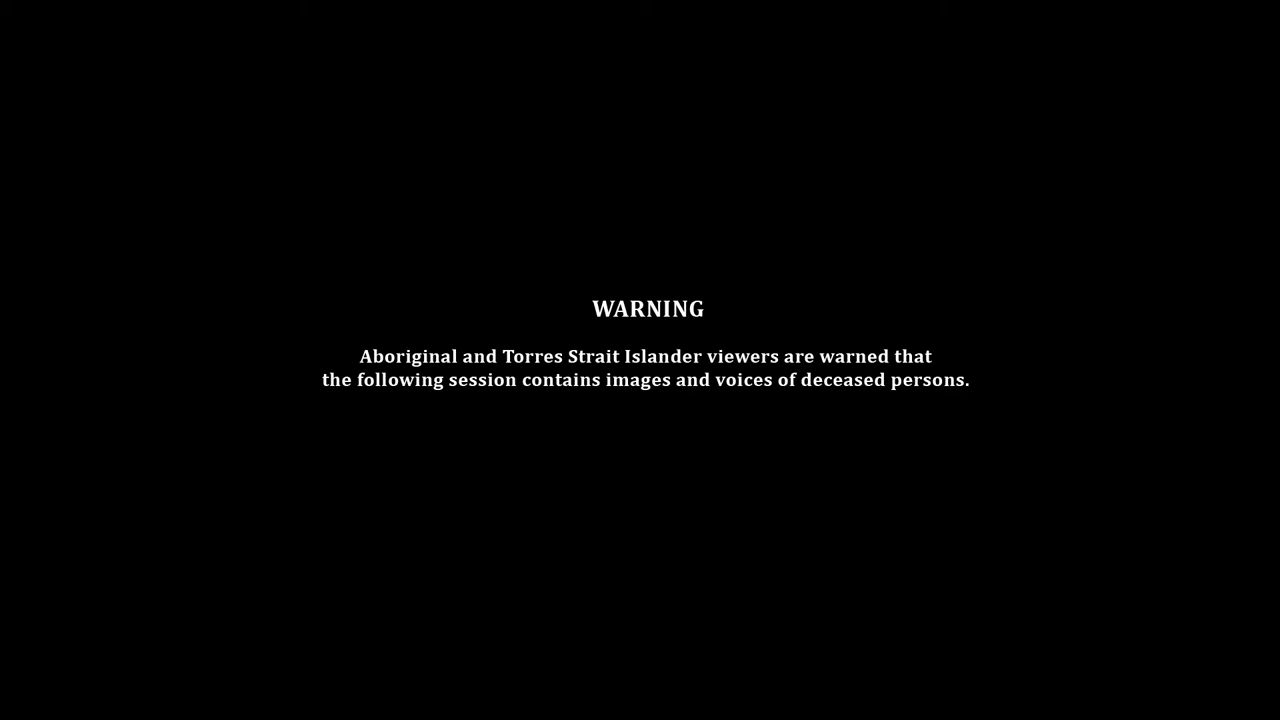 WARNING
Aboriginal and Torres Strait Islander viewers are warned that
the following session contains images and voices of deceased persons.